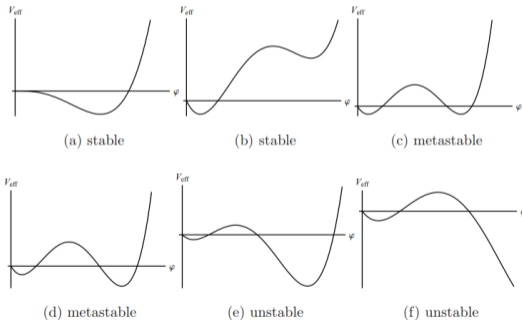 V_eff V_eff V_eff
φ φ φ
(a) stable (b) stable (c) metastable
V_eff V_eff V_eff
φ φ
(d) metastable (e) unstable (f) unstable